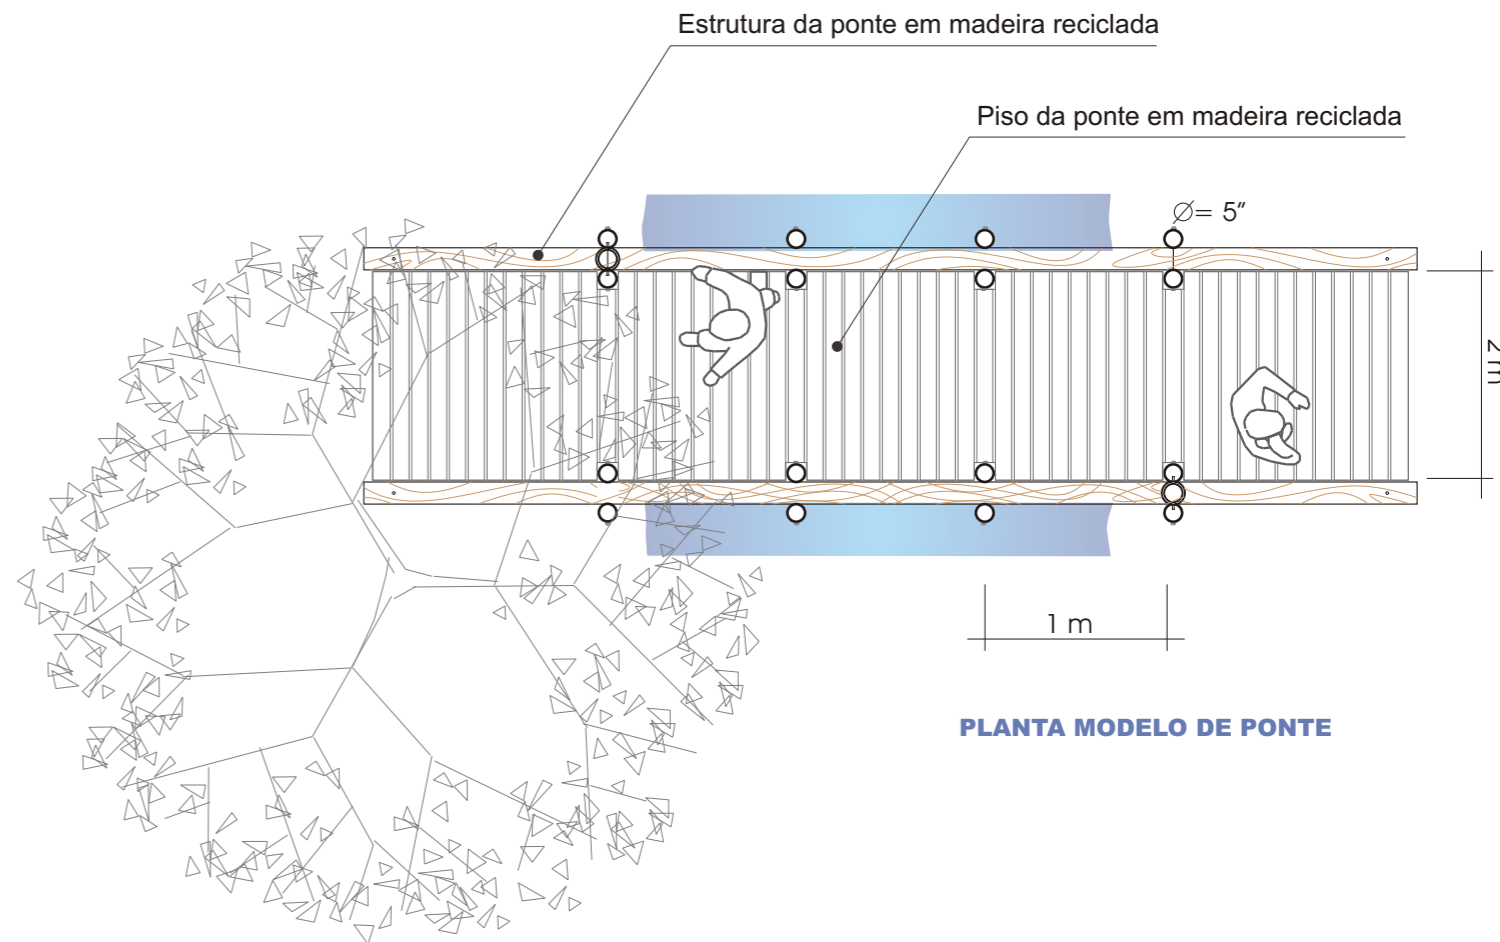 Estrutura da ponte em madeira reciclada
Piso da ponte em madeira reciclada
∅= 5"
2 m
1 m
PLANTA MODELO DE PONTE